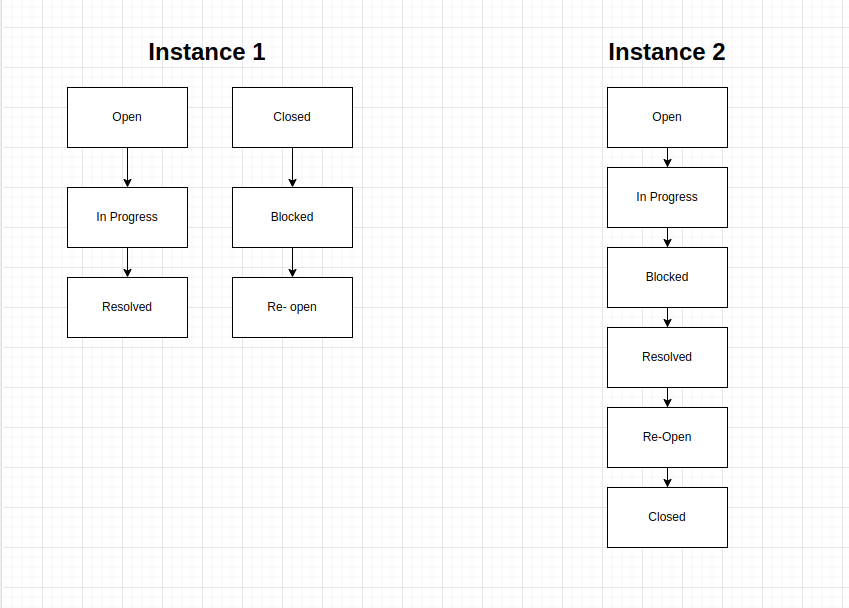 Instance 1
Open
In Progress
Resolved
Closed
Blocked
Re- open
Instance 2
Open
In Progress
Blocked
Resolved
Re-Open
Closed